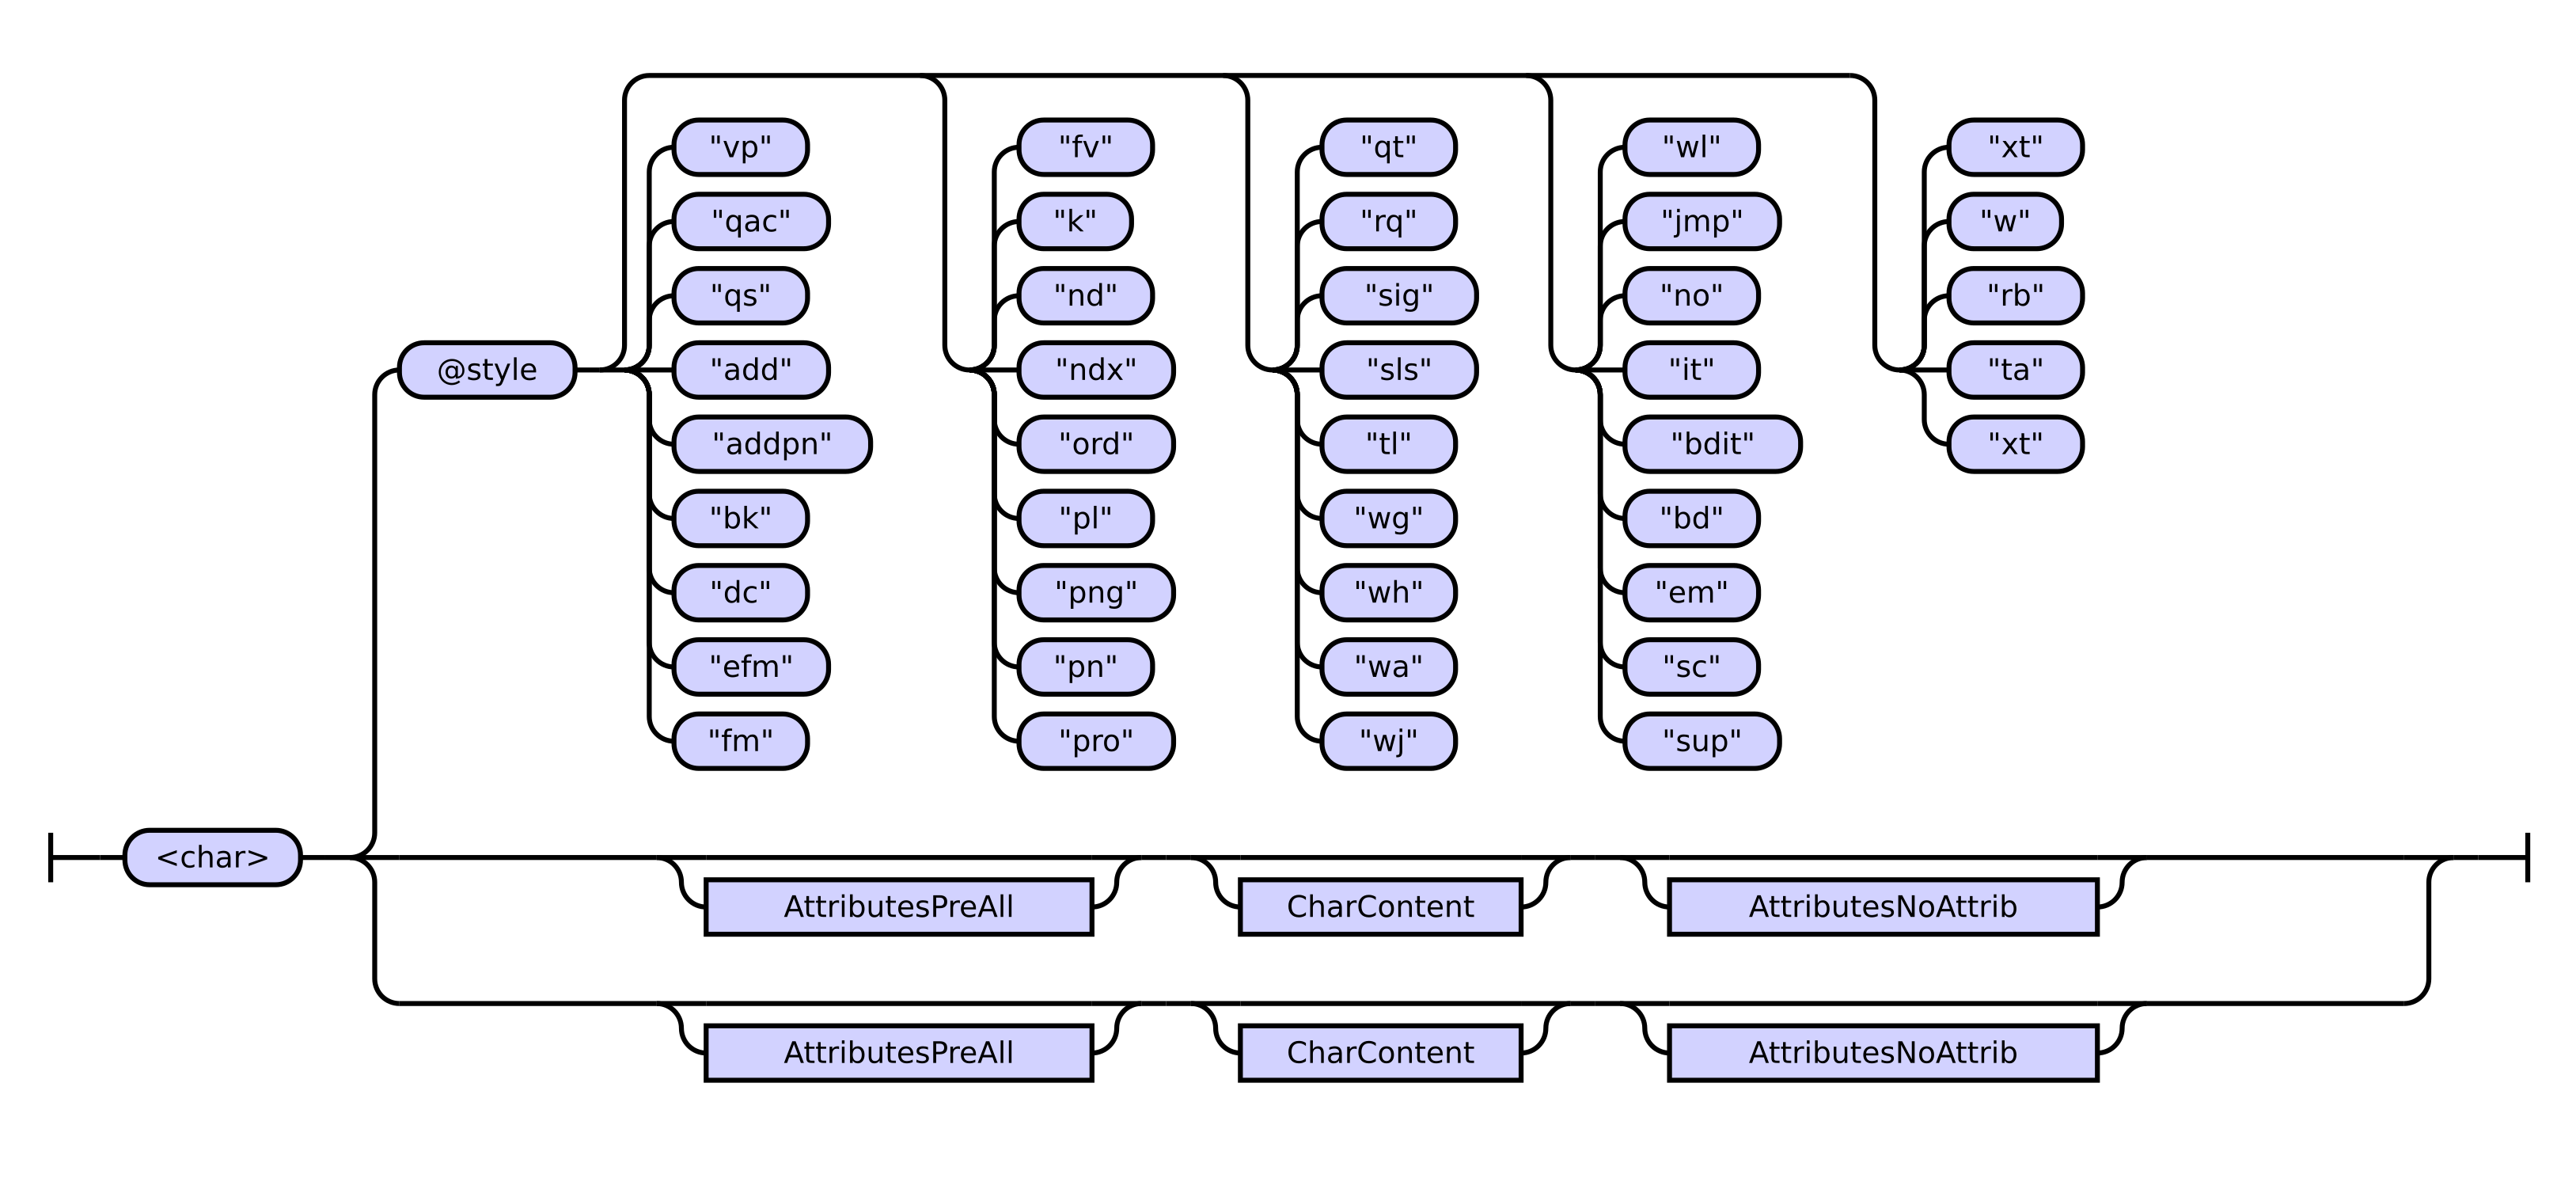 "vp" "fv" "qt" "wl" "xt"
"qac" "k" "rq" "jmp" "w"
"qs" "nd" "sig" "no" "rb"
@style "add" "ndx" "sls" "it" "ta"
"addpn" "ord" "tl" "bdit" "xt"
"bk" "pl" "wg" "bd"
"dc" "png" "wh" "em"
"efm" "pn" "wa" "sc"
"fm" "pro" "wj" "sup"
<char>
AttributesPreAll CharContent AttributesNoAttrib
AttributesPreAll CharContent AttributesNoAttrib